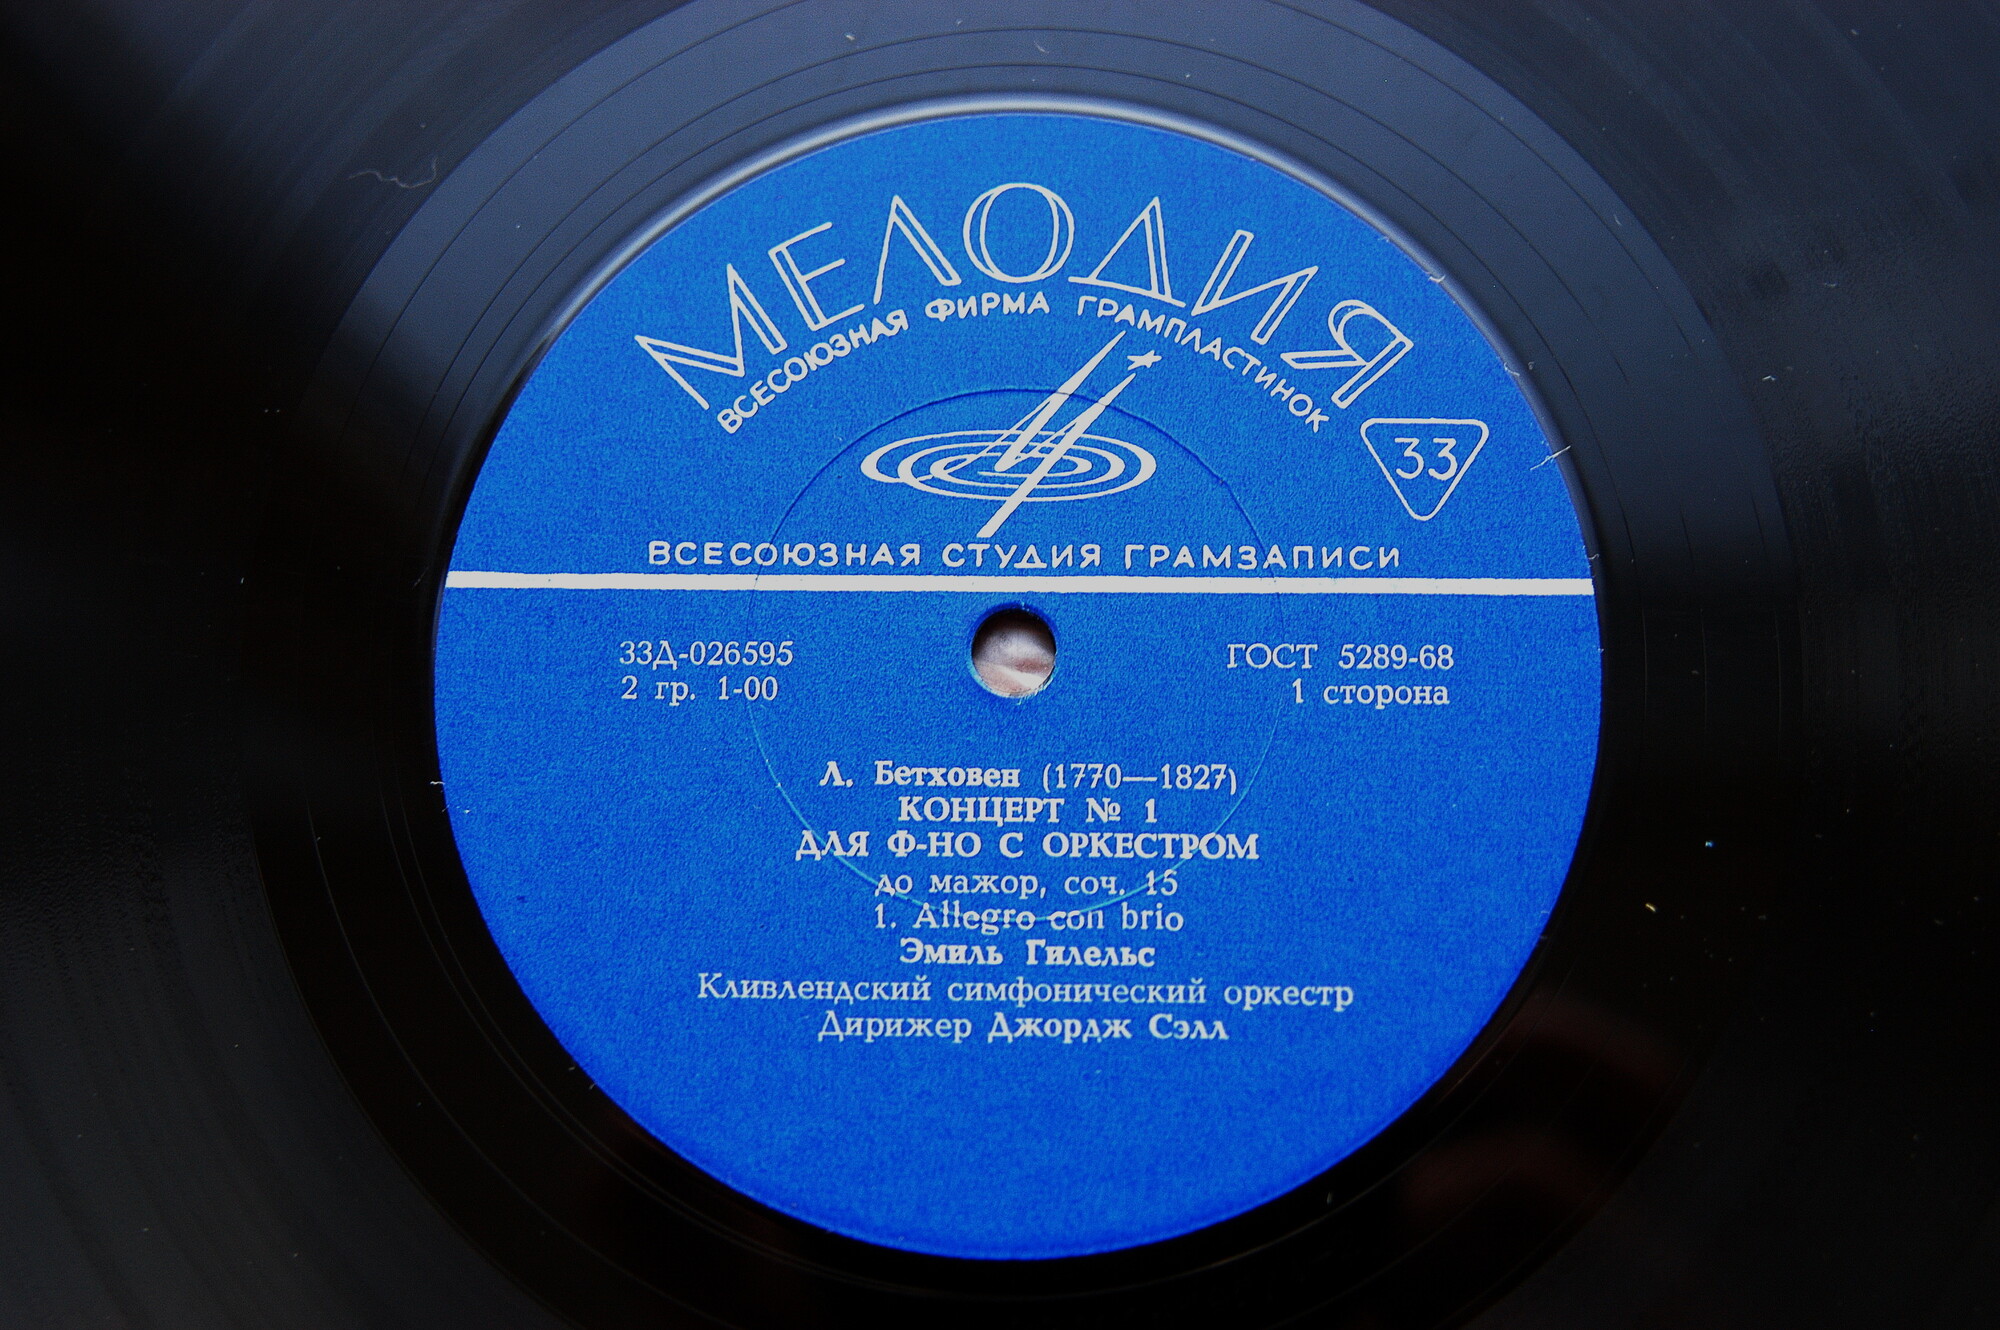 МЕЛОДИЯ
ВСЕСОЮЗНАЯ ФИРМА ГРАМПЛАСТИНОК
33
ВСЕСОЮЗНАЯ СТУДИЯ ГРАМЗАПИСИ
33Д-026595
2 гр. 1-00
ГОСТ 5289-68
1 сторона
Л. Бетховен (1770—1827)
КОНЦЕРТ № 1
ДЛЯ Ф-НО С ОРКЕСТРОМ
до мажор, соч. 15
1. Allegro con brio
Эмиль Гилельс
Кливлендский симфонический оркестр
Дирижер Джордж Сэлл